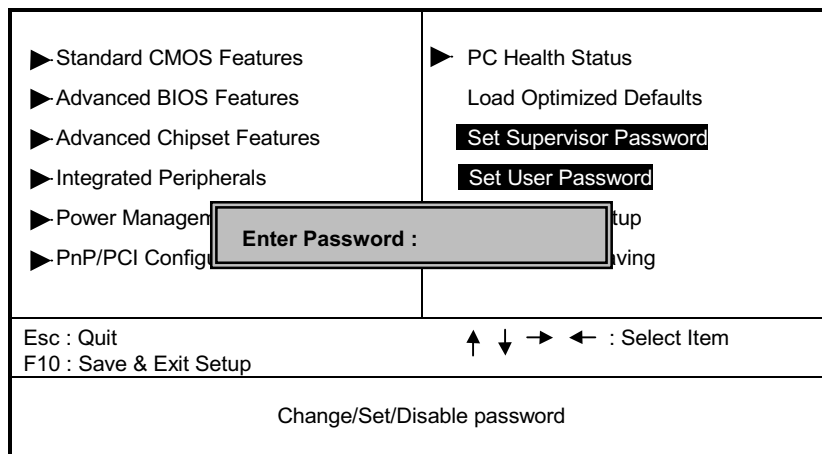 Standard CMOS Features
Advanced BIOS Features
Advanced Chipset Features
Integrated Peripherals
Power Managem
PnP/PCI Configu
PC Health Status
Load Optimized Defaults
Set Supervisor Password
Set User Password
tup
ving
Enter Password :
Esc : Quit
F10 : Save & Exit Setup
: Select Item
Change/Set/Disable password